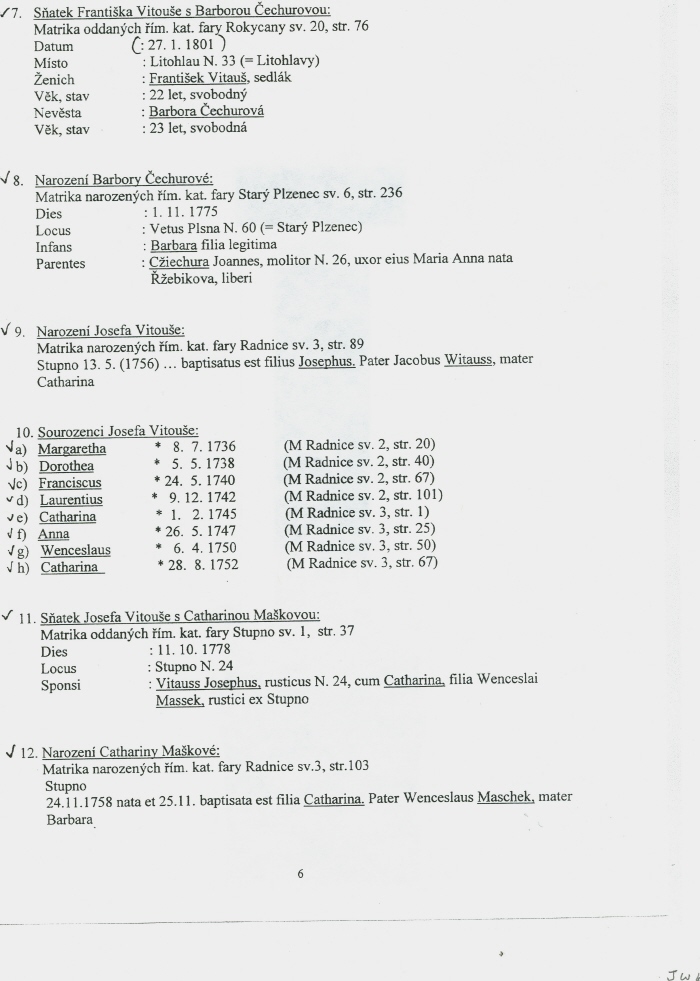 ✓7. Sňatek Františka Vitouše s Barborou Čechurovou:
Matrika oddaných řím. kat. fary Rokycany sv. 20, str. 76
Datum (: 27. 1. 1801 )
Místo : Litohlau N. 33 (= Litohlavy)
Ženich : František Vitauš, sedlák
Věk, stav : 22 let, svobodný
Nevěsta : Barbora Čechurová
Věk, stav : 23 let, svobodná
✓8. Narození Barbory Čechurové:
Matrika narozených řím. kat. fary Starý Plzenec sv. 6, str. 236
Dies : 1. 11. 1775
Locus : Vetus Plsna N. 60 (= Starý Plzenec)
Infans : Barbara filia legitima
Parentes : Cžiechura Joannes, molitor N. 26, uxor eius Maria Anna nata
Řžebikova, liberi
✓ 9. Narození Josefa Vitouše:
Matrika narozených řím. kat. fary Radnice sv. 3, str. 89
Stupno 13. 5. (1756) … baptisatus est filius Josephus. Pater Jacobus Witauss, mater
Catharina
10. Sourozenci Josefa Vitouše:
✓a) Margaretha * 8. 7. 1736 (M Radnice sv. 2, str. 20)
✓b) Dorothea * 5. 5. 1738 (M Radnice sv. 2, str. 40)
✓c) Franciscus * 24. 5. 1740 (M Radnice sv. 2, str. 67)
✓d) Laurentius * 9. 12. 1742 (M Radnice sv. 2, str. 101)
✓e) Catharina * 1. 2. 1745 (M Radnice sv. 3, str. 1)
✓f) Anna * 26. 5. 1747 (M Radnice sv. 3, str. 25)
✓g) Wenceslaus * 6. 4. 1750 (M Radnice sv. 3, str. 50)
✓h) Catharina * 28. 8. 1752 (M Radnice sv. 3, str. 67)
✓ 11. Sňatek Josefa Vitouše s Catharinou Maškovou:
Matrika oddaných řím. kat. fary Stupno sv. 1, str. 37
Dies : 11. 10. 1778
Locus : Stupno N. 24
Sponsi : Vitauss Josephus, rusticus N. 24, cum Catharina, filia Wenceslai
Massek, rustici ex Stupno
✓ 12. Narození Cathariny Maškové:
Matrika narozených řím. kat. fary Radnice sv.3, str.103
Stupno
24.11.1758 nata et 25.11. baptisata est filia Catharina. Pater Wenceslaus Maschek, mater
Barbara
6